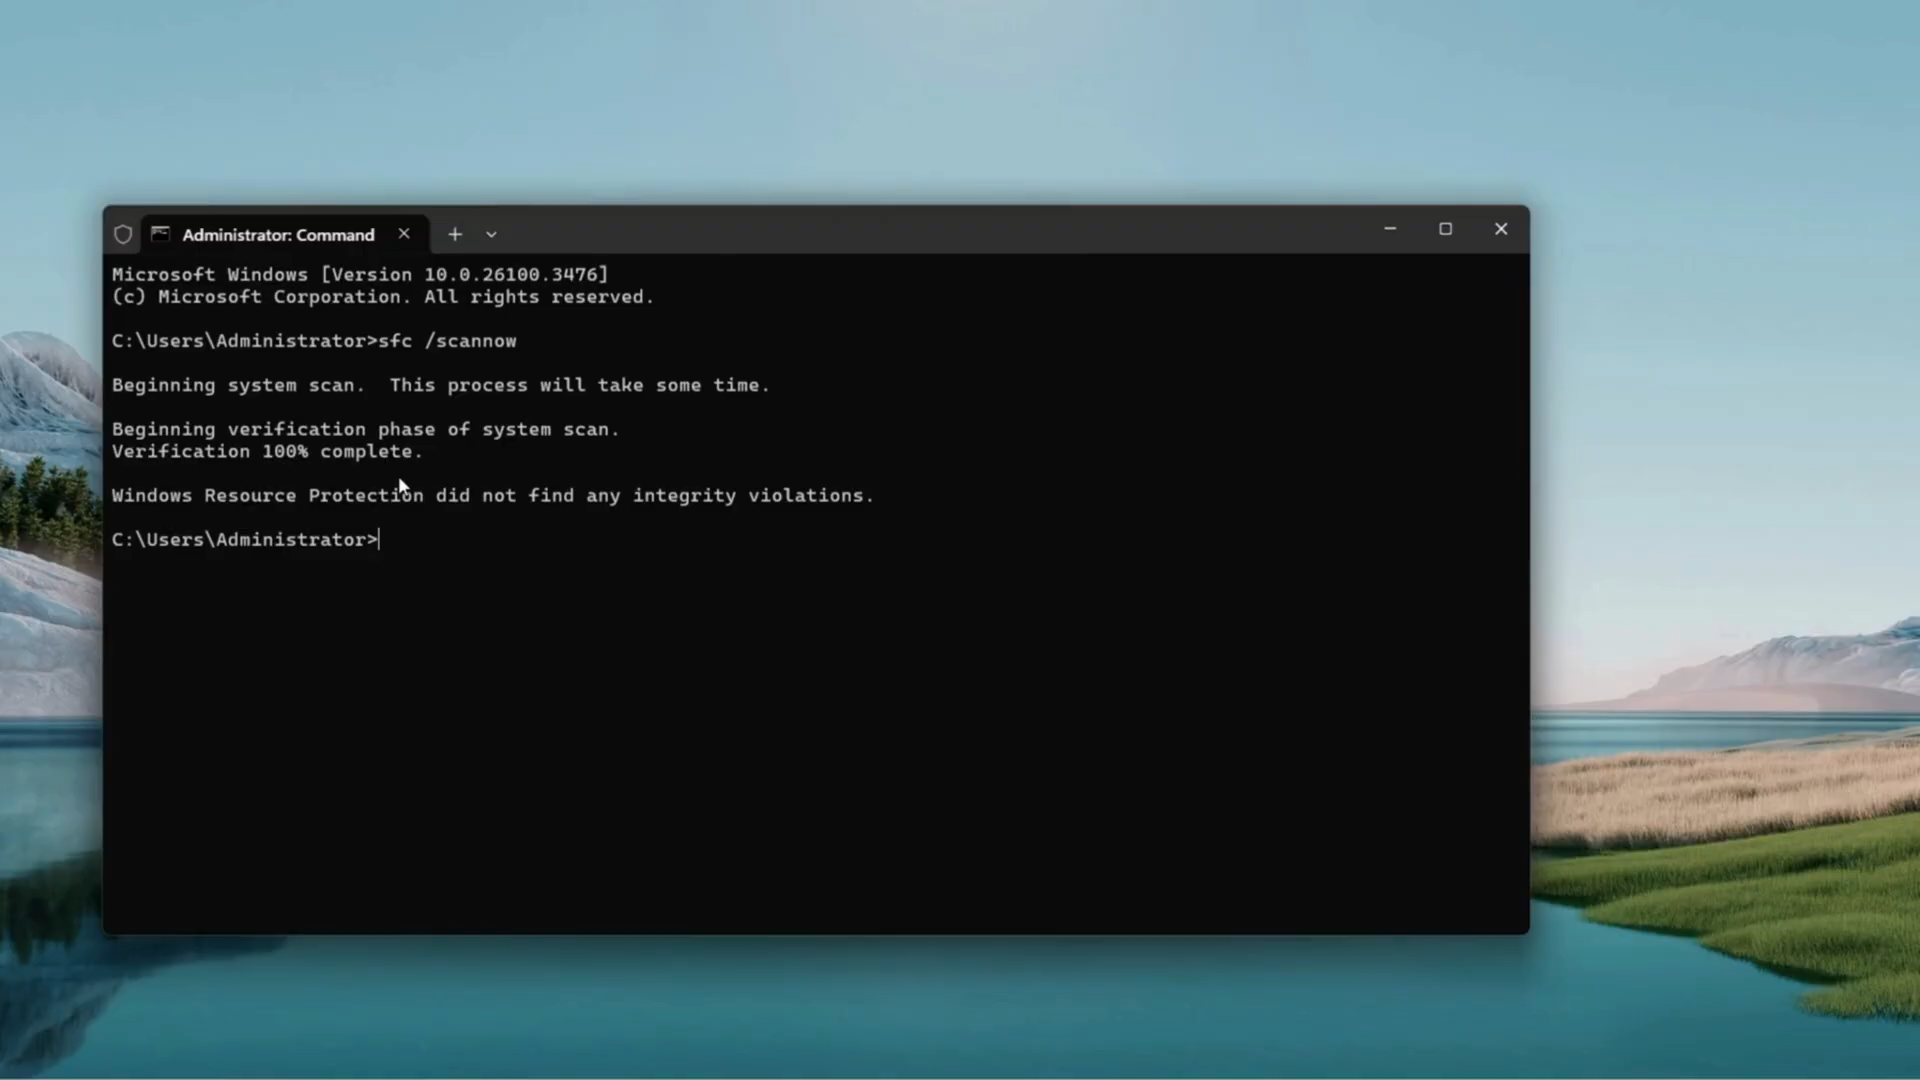 Administrator: Command
Microsoft Windows [Version 10.0.26100.3476]
(c) Microsoft Corporation. All rights reserved.
C:\Users\Administrator>sfc /scannow
Beginning system scan.  This process will take some time.
Beginning verification phase of system scan.
Verification 100% complete.
Windows Resource Protection did not find any integrity violations.
C:\Users\Administrator>